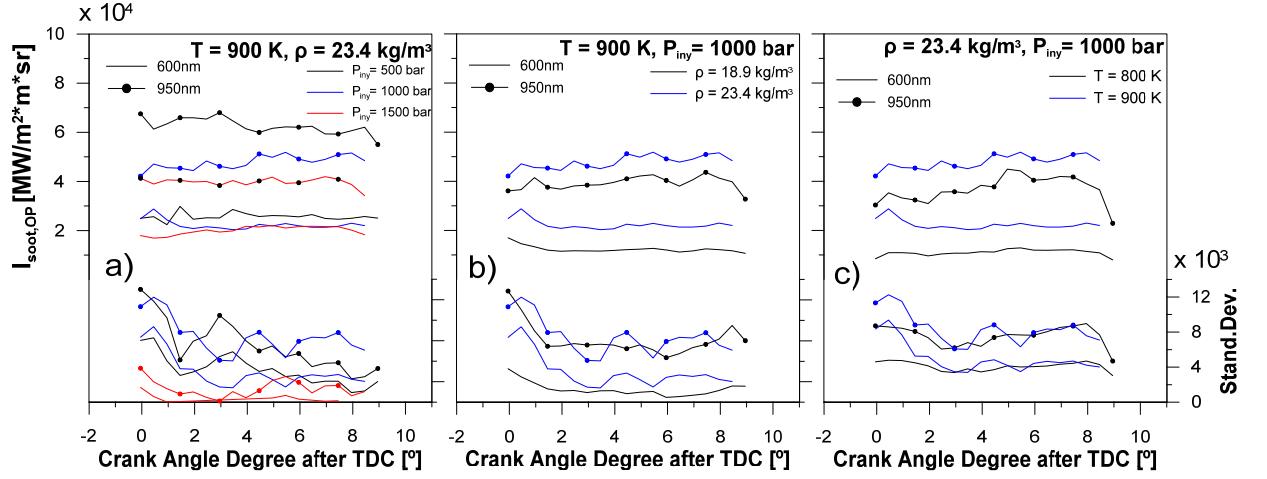 x 10⁴
I_soot,OP [MW/m²*m*sr]
10
8
6
4
2
T = 900 K, ρ = 23.4 kg/m³
600nm
950nm
P_iny= 500 bar
P_iny= 1000 bar
P_iny= 1500 bar
a)
-2 0 2 4 6 8 10
Crank Angle Degree after TDC [º]
T = 900 K, P_iny= 1000 bar
600nm
950nm
ρ = 18.9 kg/m³
ρ = 23.4 kg/m³
b)
-2 0 2 4 6 8 10
Crank Angle Degree after TDC [º]
ρ = 23.4 kg/m³, P_iny= 1000 bar
600nm
950nm
T = 800 K
T = 900 K
c)
-2 0 2 4 6 8 10
Crank Angle Degree after TDC [º]
x 10³
12
8
4
0
Stand.Dev.